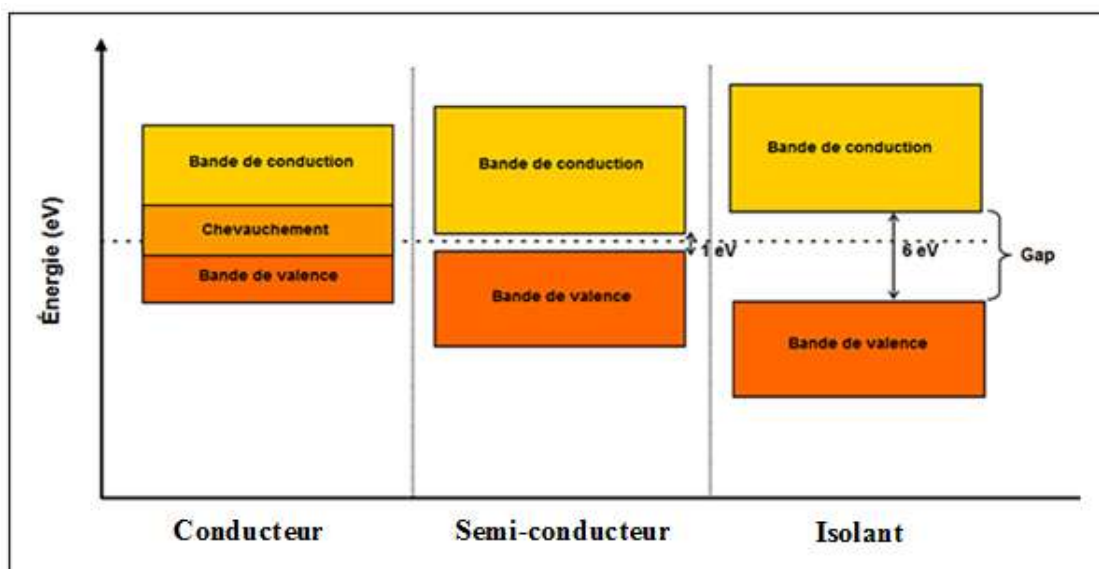 Énergie (eV)
Bande de conduction
Chevauchement
Bande de valence
Bande de conduction
1 eV
Bande de valence
Bande de conduction
6 eV
Gap
Bande de valence
Conducteur
Semi-conducteur
Isolant